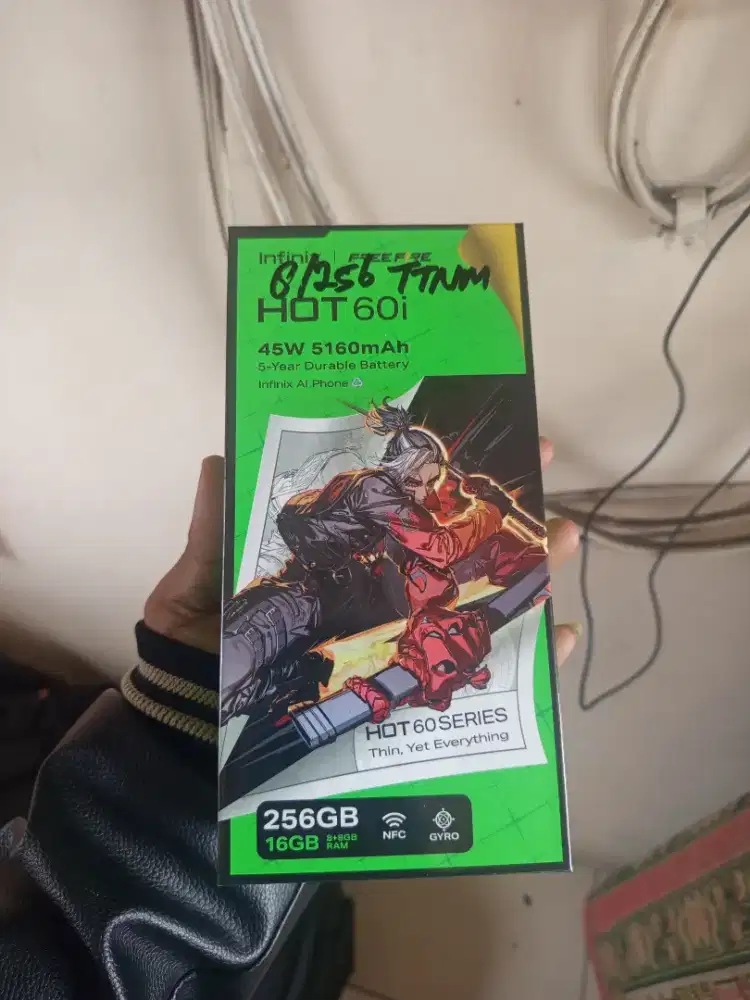 Infinix | FREE FIRE
8/256 TTNM
HOT 60i
45W 5160mAh
5-Year Durable Battery
Infinix AI Phone
HOT 60 SERIES
Thin, Yet Everything
256GB
16GB 8+8GB RAM
NFC
GYRO